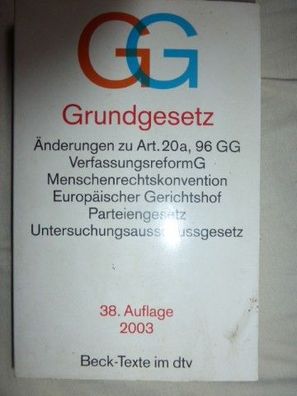 GG
Grundgesetz
Änderungen zu Art. 20a, 96 GG
VerfassungsreformG
Menschenrechtskonvention
Europäischer Gerichtshof
Parteiengesetz
Untersuchungsausschussgesetz
38. Auflage
2003
Beck-Texte im dtv